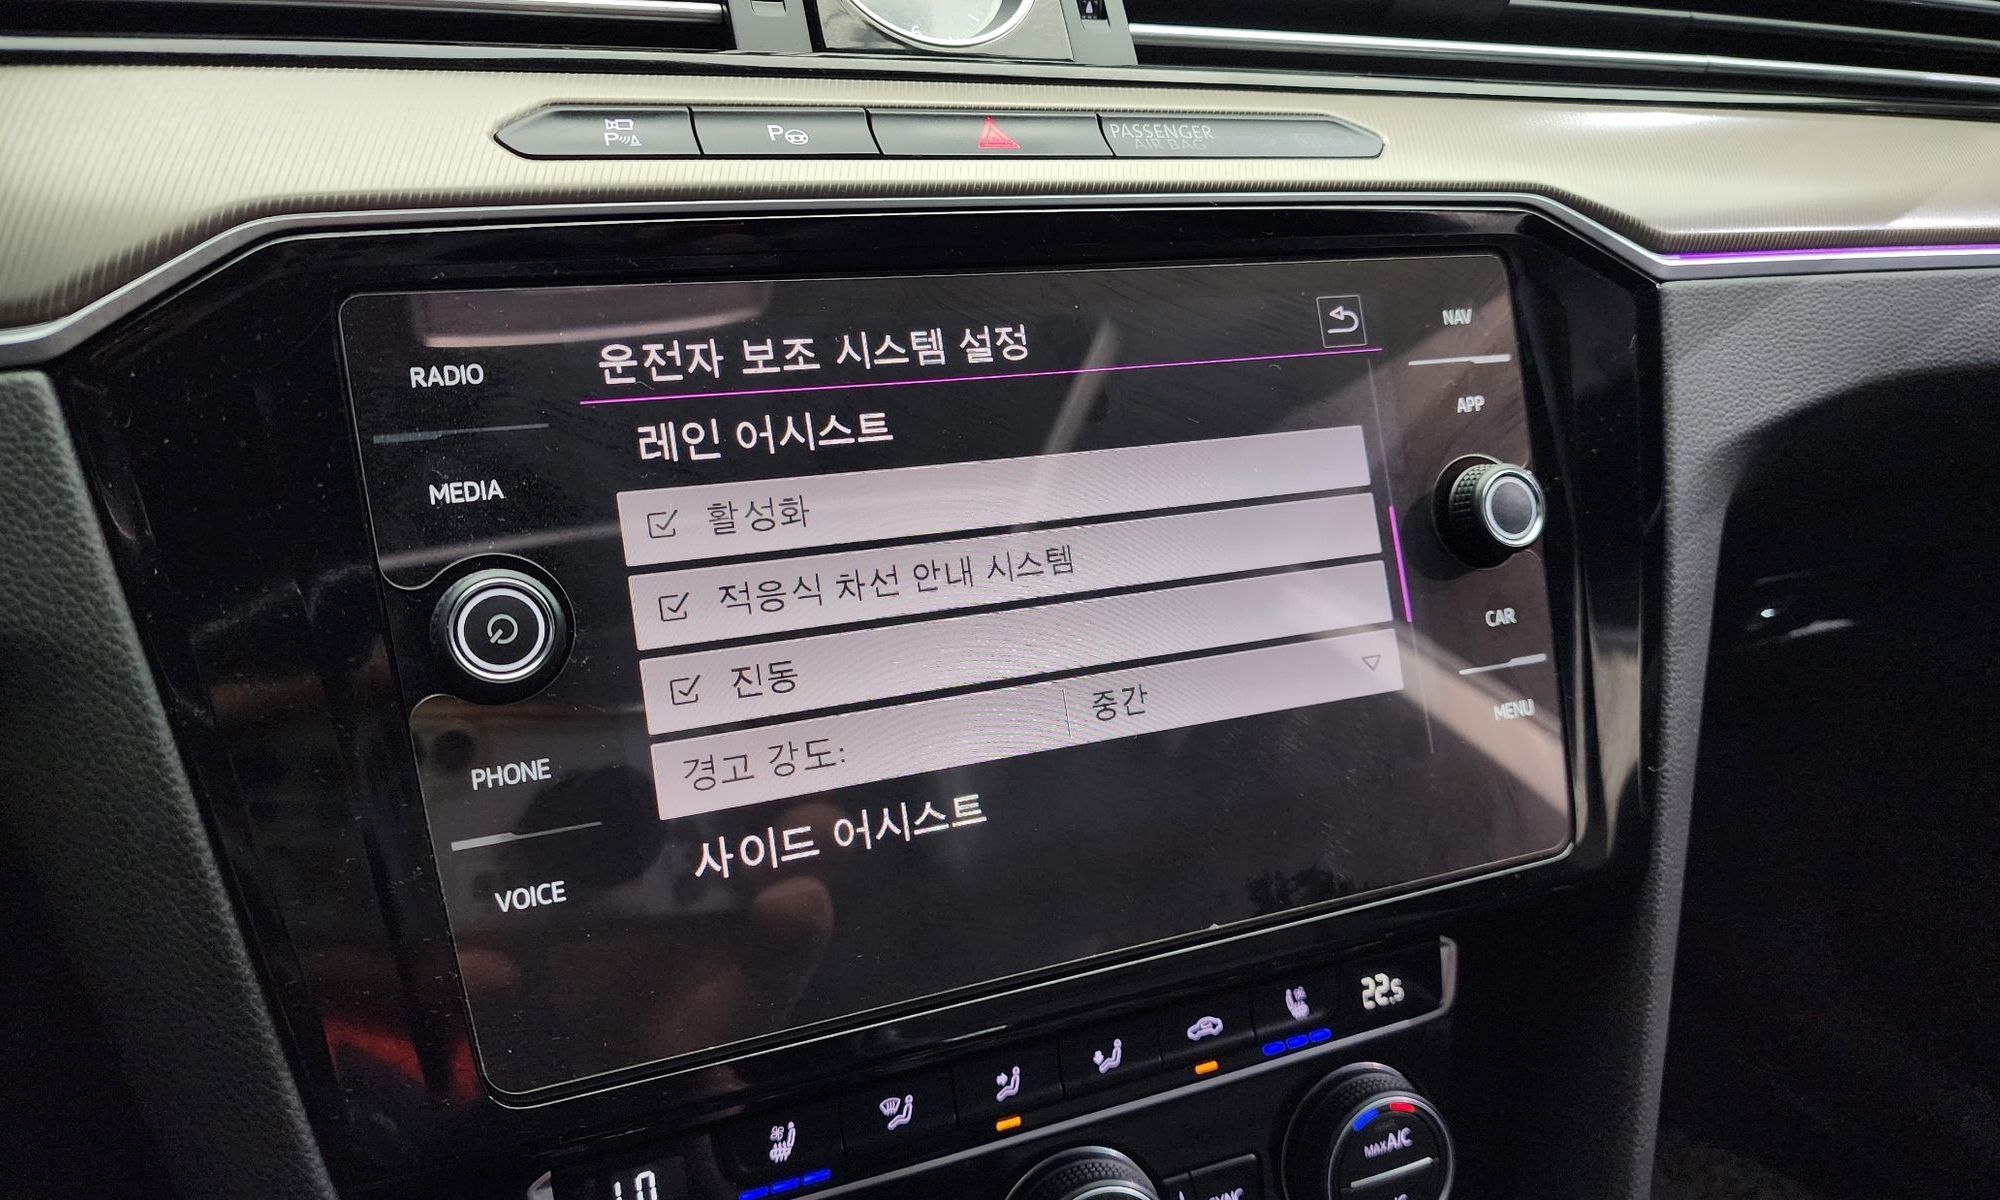 PASSENGER
AIR BAG
RADIO
MEDIA
PHONE
VOICE
운전자 보조 시스템 설정
레인 어시스트
활성화
적응식 차선 안내 시스템
진동
경고 강도: 중간
사이드 어시스트
NAV
APP
CAR
MENU
22.5
MAX A/C
SYNC